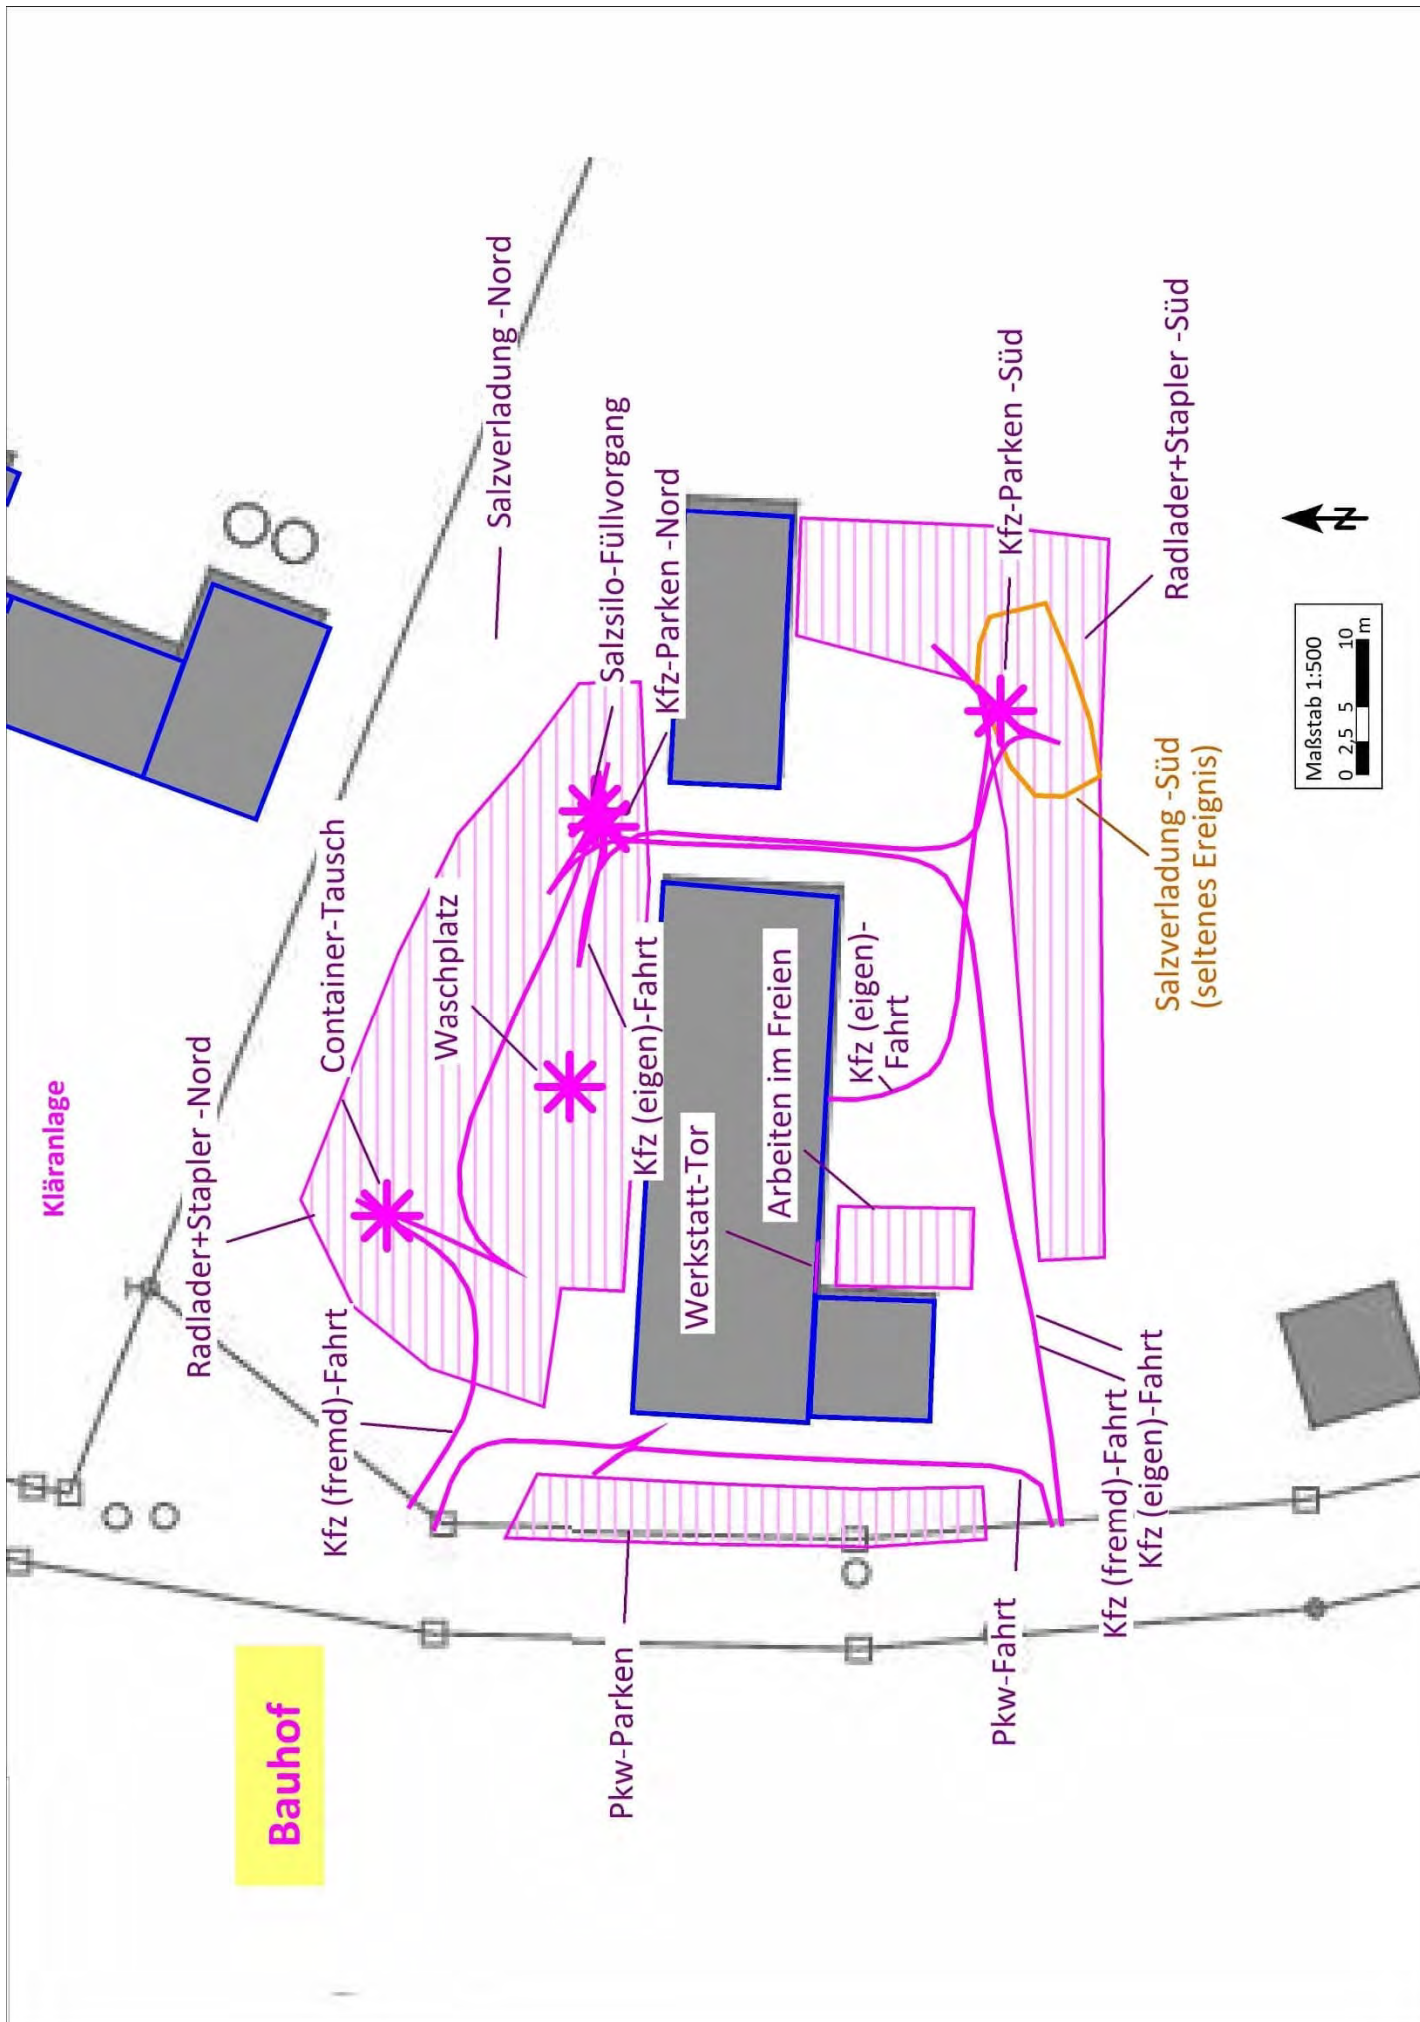 Kläranlage
Bauhof
Radlader+Stapler -Nord
Kfz (fremd)-Fahrt
Container-Tausch
Waschplatz
Salzverladung -Nord
Salzsilo-Füllvorgang
Kfz-Parken -Nord
Kfz (eigen)-Fahrt
Pkw-Parken
Werkstatt-Tor
Arbeiten im Freien
Kfz (eigen)-
Fahrt
Kfz-Parken -Süd
Radlader+Stapler -Süd
Pkw-Fahrt
Kfz (fremd)-Fahrt
Kfz (eigen)-Fahrt
Salzverladung -Süd
(seltenes Ereignis)
Maßstab 1:500
0 2,5 5 10
m
N